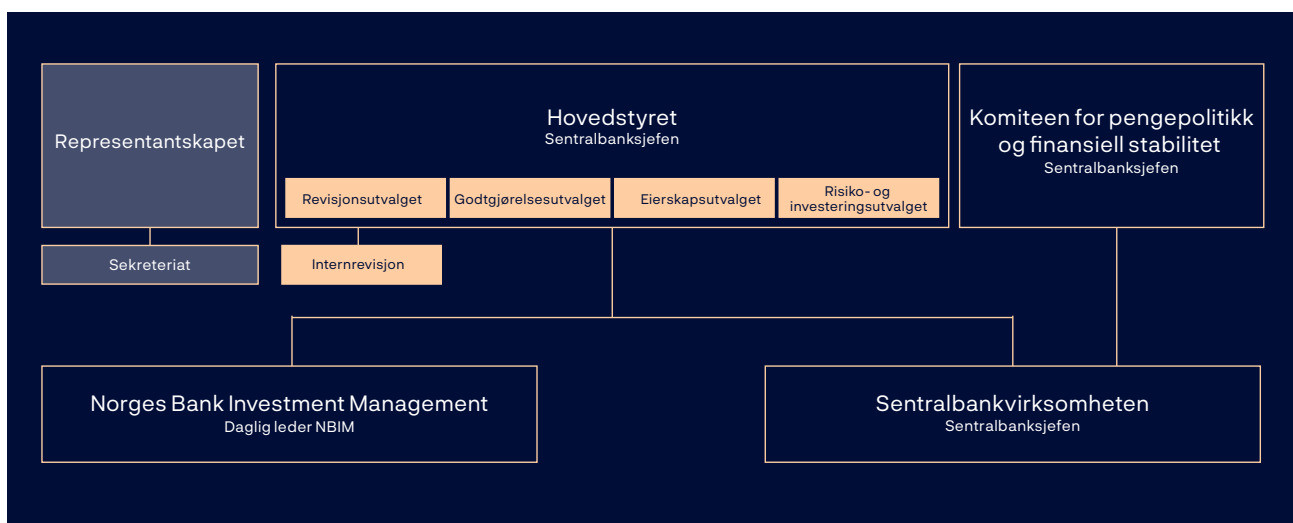 Representantskapet
Hovedstyret
Sentralbanksjefen
Komiteen for pengepolitikk
og finansiell stabilitet
Sentralbanksjefen
Revisjonsutvalget
Godtgjørelsesutvalget
Eierskapsutvalget
Risiko- og
investeringsutvalget
Sekreteriat
Internrevisjon
Norges Bank Investment Management
Daglig leder NBIM
Sentralbankvirksomheten
Sentralbanksjefen